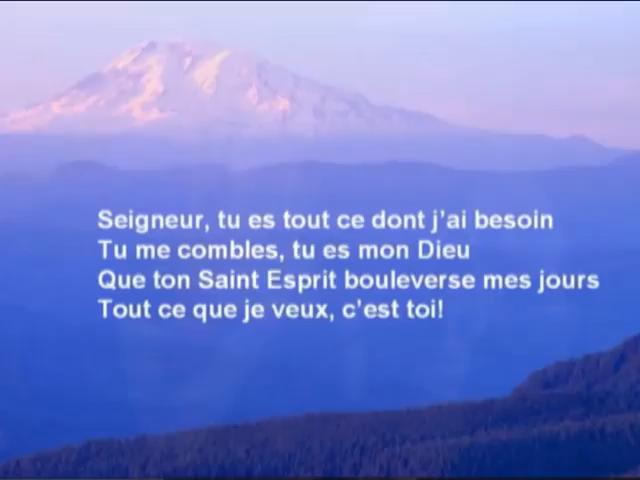 Seigneur, tu es tout ce dont j'ai besoin
Tu me combles, tu es mon Dieu
Que ton Saint Esprit bouleverse mes jours
Tout ce que je veux, c'est toi!